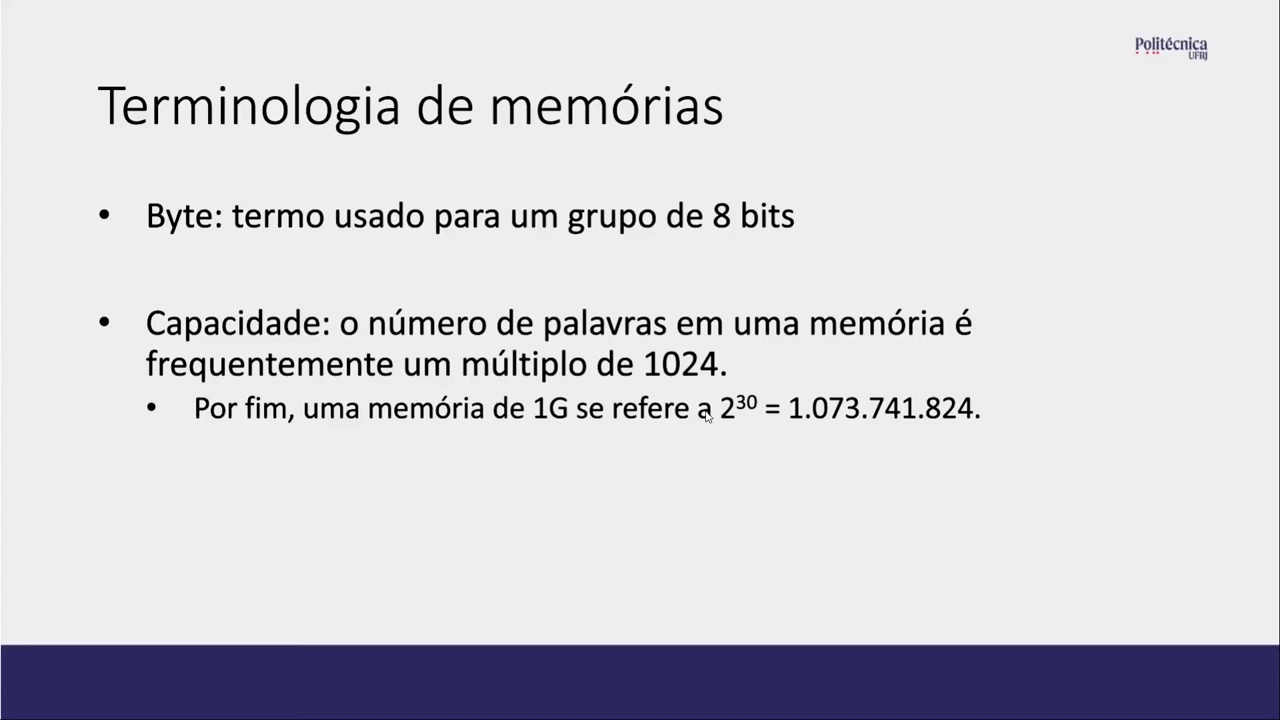 Politécnica
UFRJ
Terminologia de memórias
• Byte: termo usado para um grupo de 8 bits
• Capacidade: o número de palavras em uma memória é
frequentemente um múltiplo de 1024.
• Por fim, uma memória de 1G se refere a 2³⁰ = 1.073.741.824.